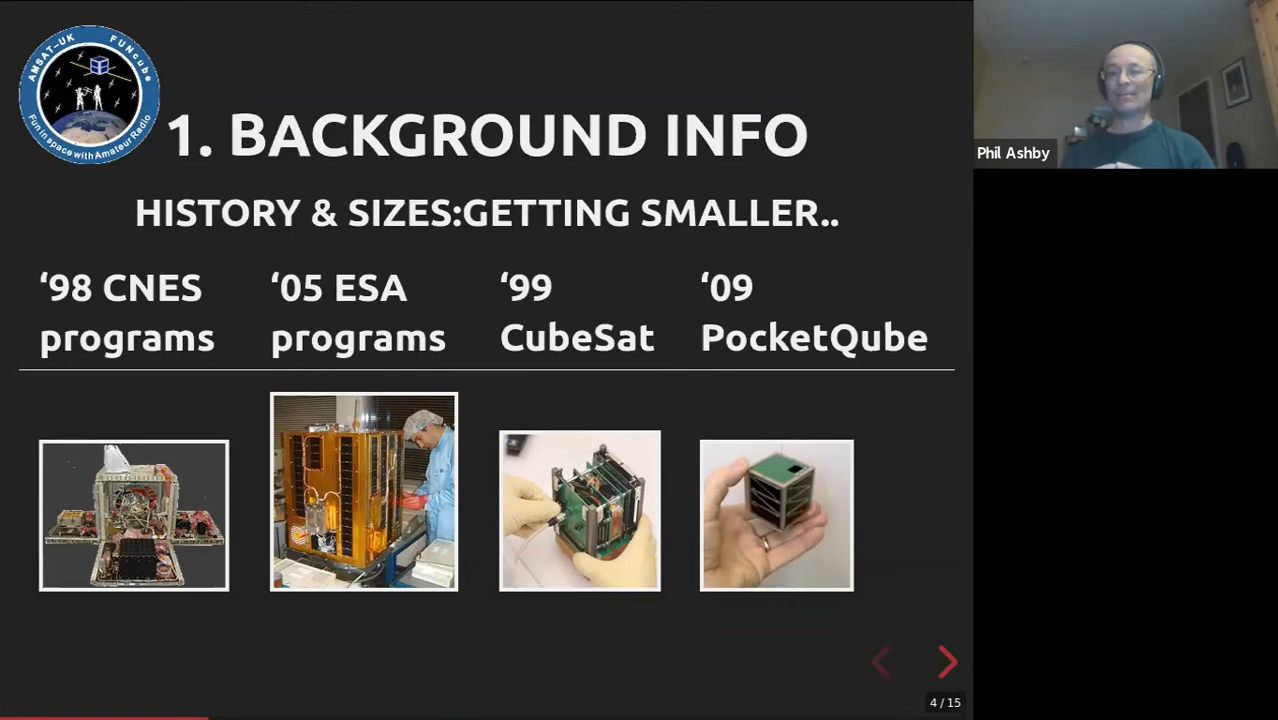 AMSAT-UK FUNcube
Fun in space with Amateur Radio
1. BACKGROUND INFO
HISTORY & SIZES:GETTING SMALLER..
‘98 CNES
programs
‘05 ESA
programs
‘99
CubeSat
‘09
PocketQube
Phil Ashby
4 / 15